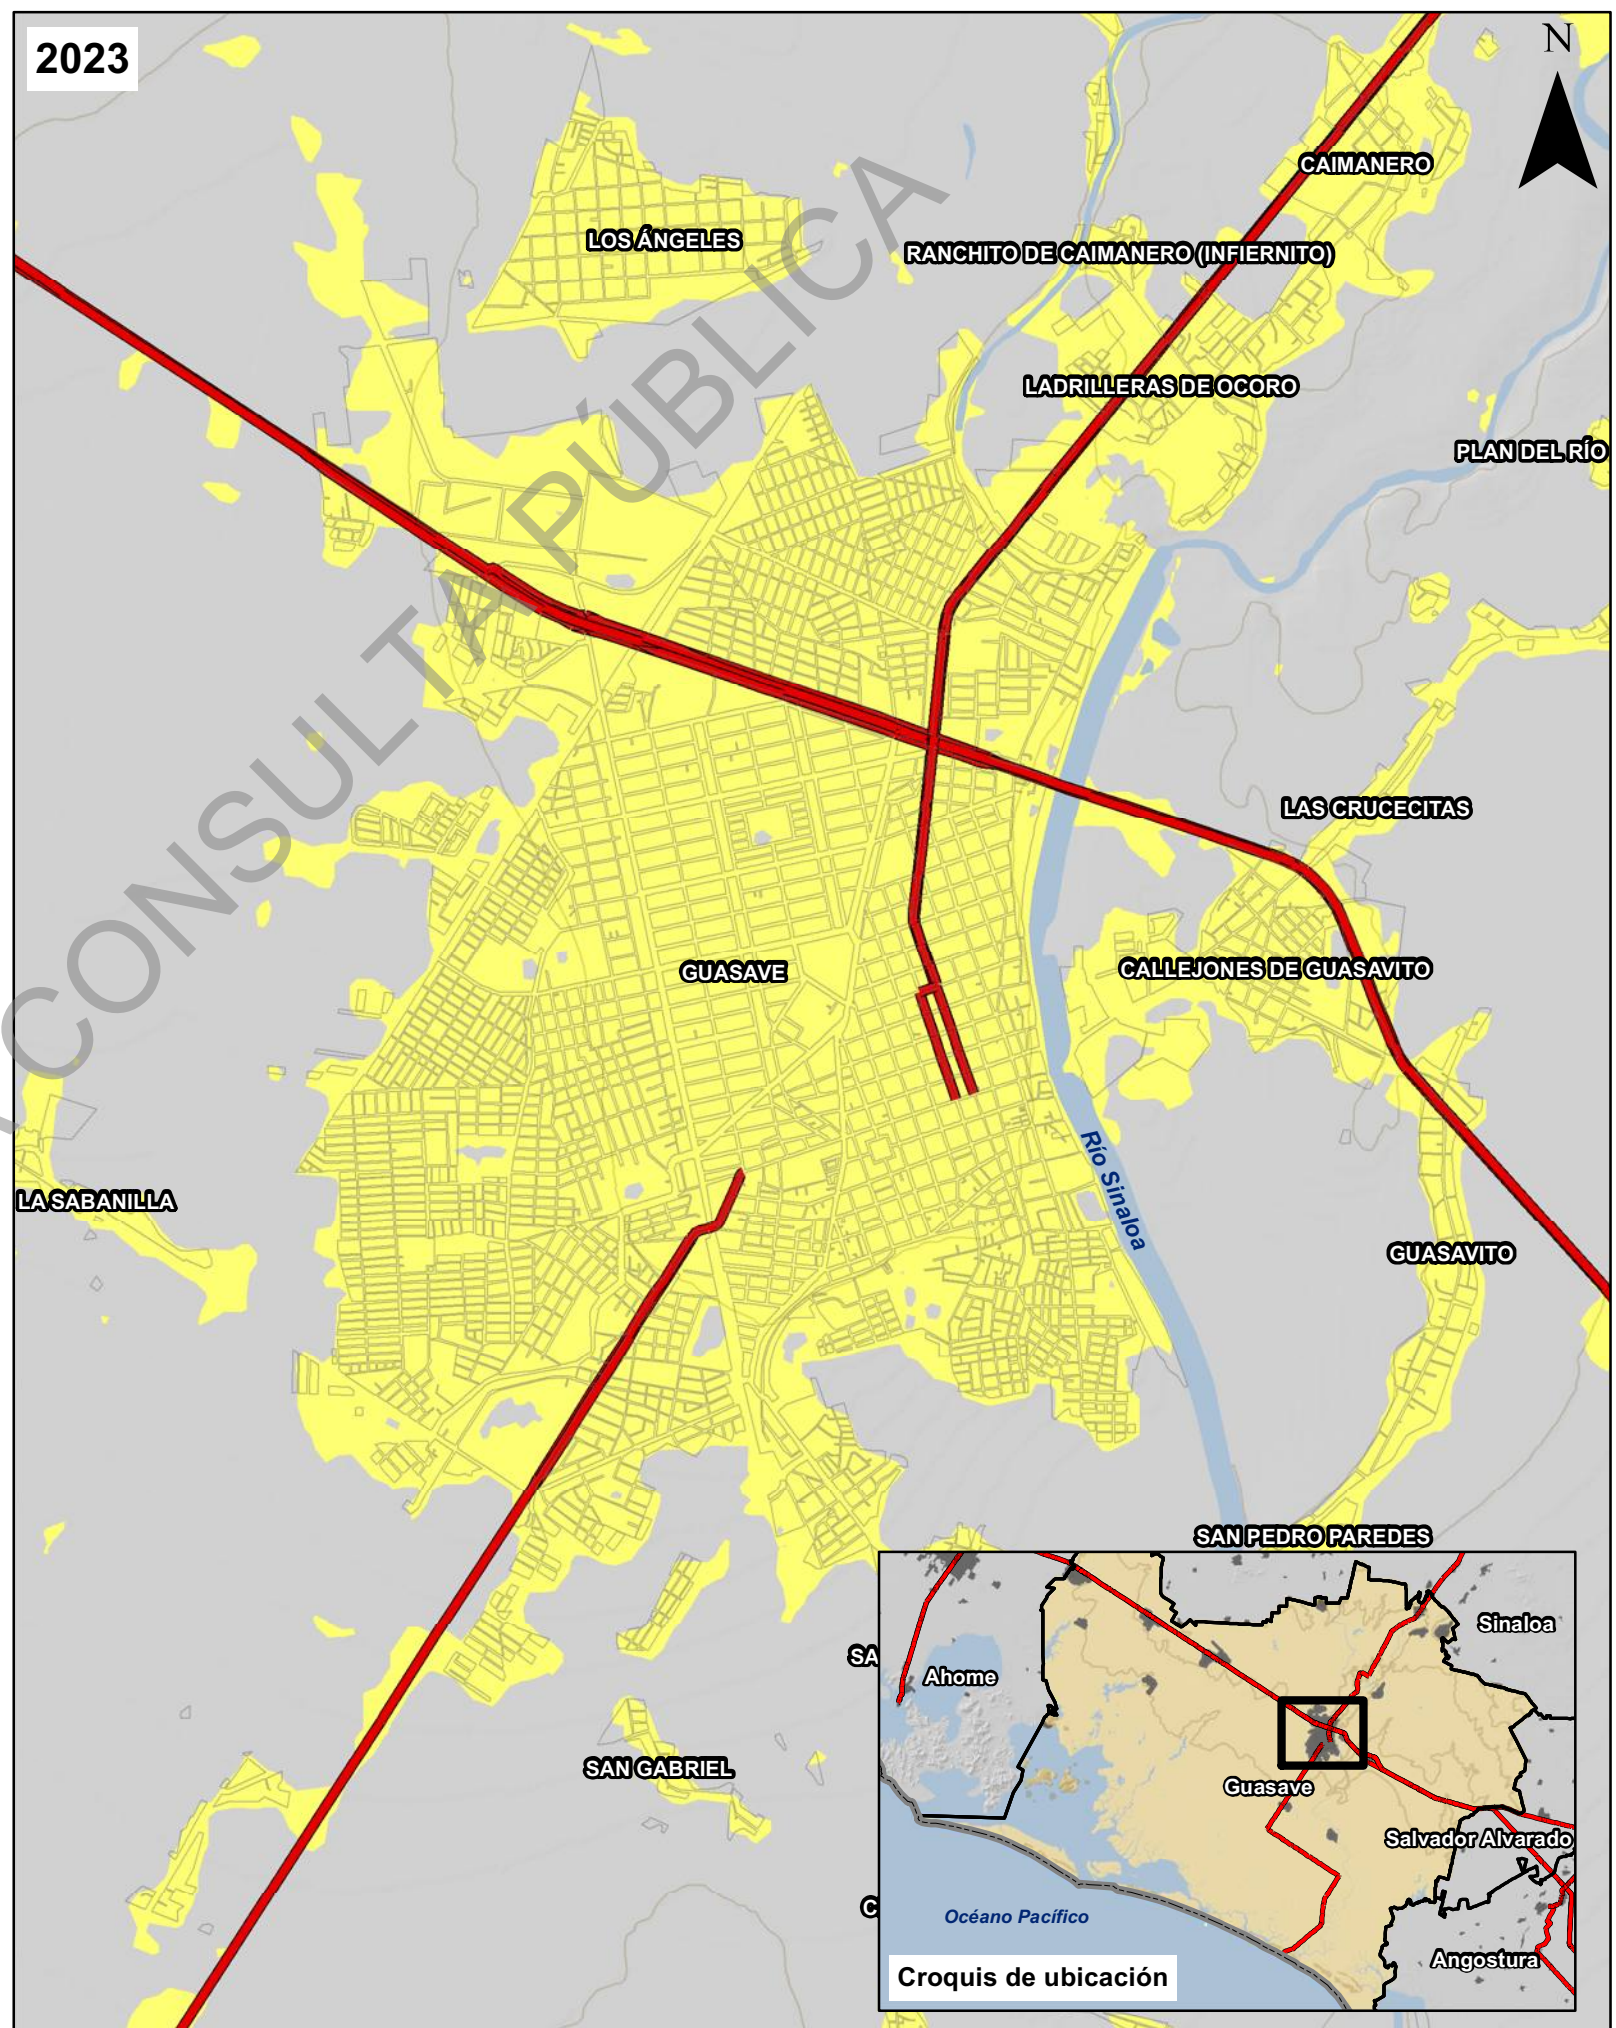 2023
N
CAIMANERO
LOS ÁNGELES
RANCHITO DE CAIMANERO (INFIERNITO)
LADRILLERAS DE OCORO
PLAN DEL RÍO
CONSULTA PÚBLICA
LAS CRUCECITAS
GUASAVE
CALLEJONES DE GUASAVITO
Río Sinaloa
LA SABANILLA
GUASAVITO
SAN PEDRO PAREDES
SA
SAN GABRIEL
C
Sinaloa
Ahome
Guasave
Salvador Alvarado
Océano Pacífico
Angostura
Croquis de ubicación